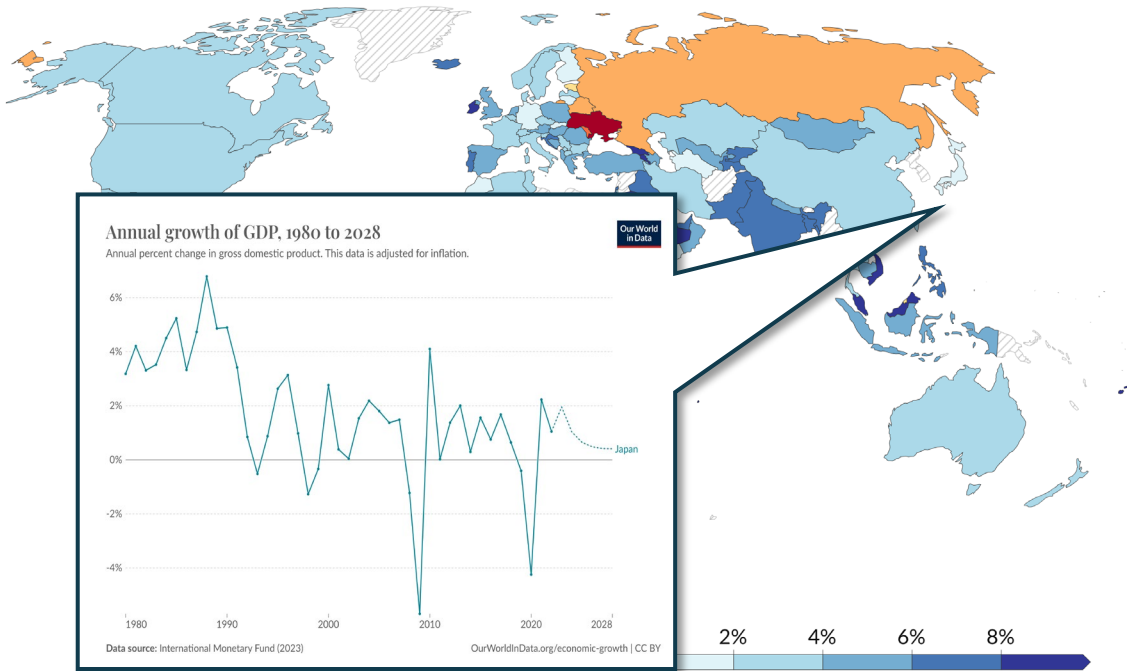 Annual growth of GDP, 1980 to 2028
Our World
in Data
Annual percent change in gross domestic product. This data is adjusted for inflation.
6%
4%
2%
0%
-2%
-4%
Japan
1980
1990
2000
2010
2020
2028
Data source: International Monetary Fund (2023)
OurWorldInData.org/economic-growth | CC BY
2%
4%
6%
8%